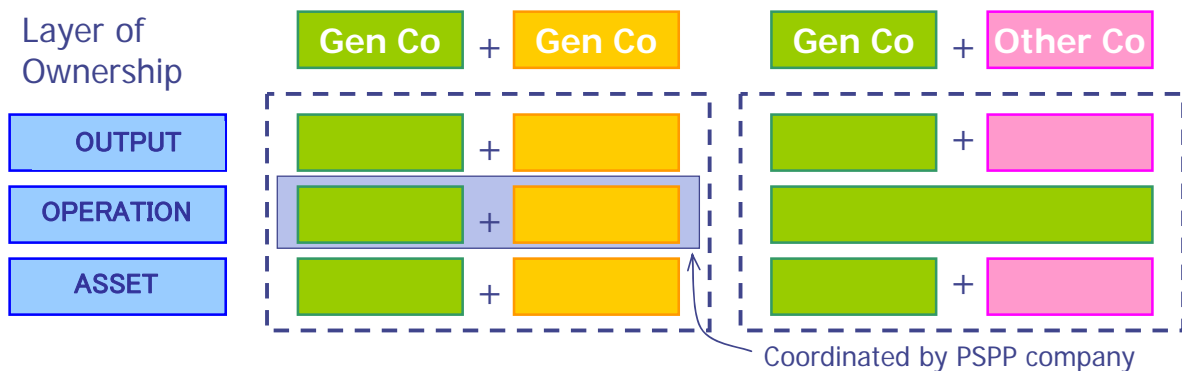 Layer of
Ownership
Gen Co + Gen Co
Gen Co + Other Co
OUTPUT
+
+
OPERATION
+
ASSET
+
+
Coordinated by PSPP company